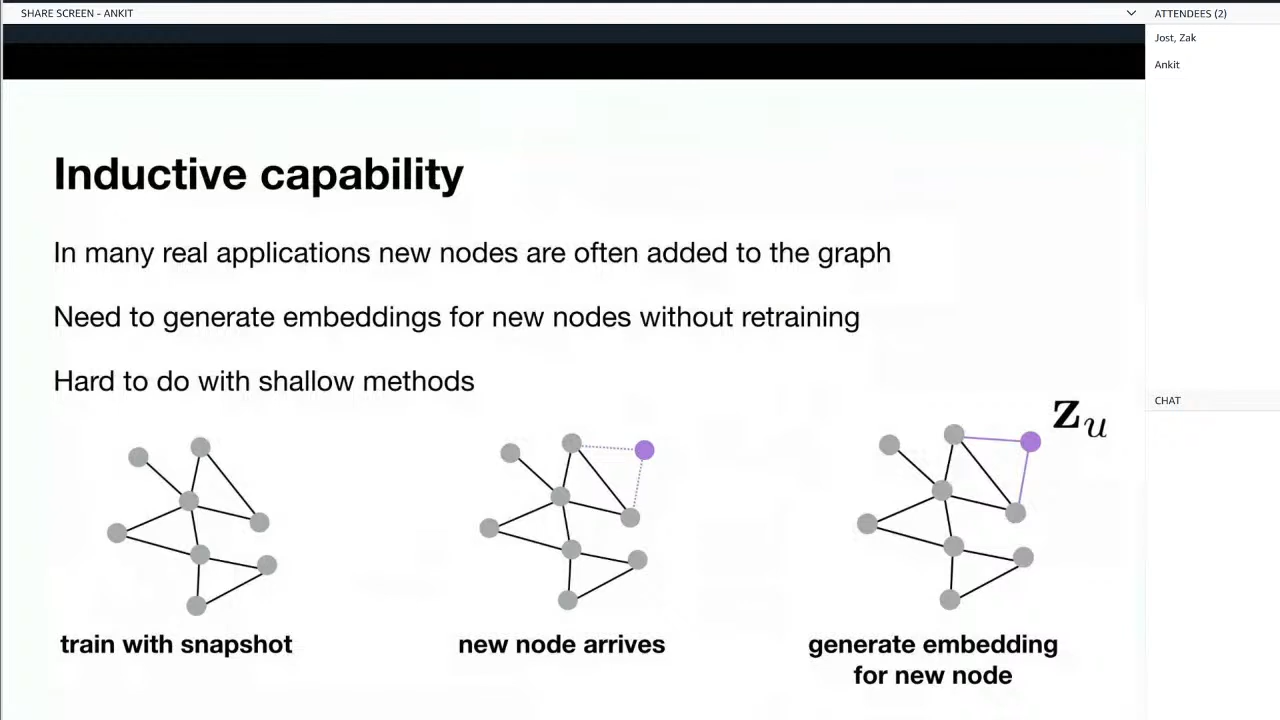 SHARE SCREEN - ANKIT
ATTENDEES (2)
Jost, Zak
Ankit
Inductive capability
In many real applications new nodes are often added to the graph
Need to generate embeddings for new nodes without retraining
Hard to do with shallow methods
CHAT
z_u
train with snapshot
new node arrives
generate embedding
for new node